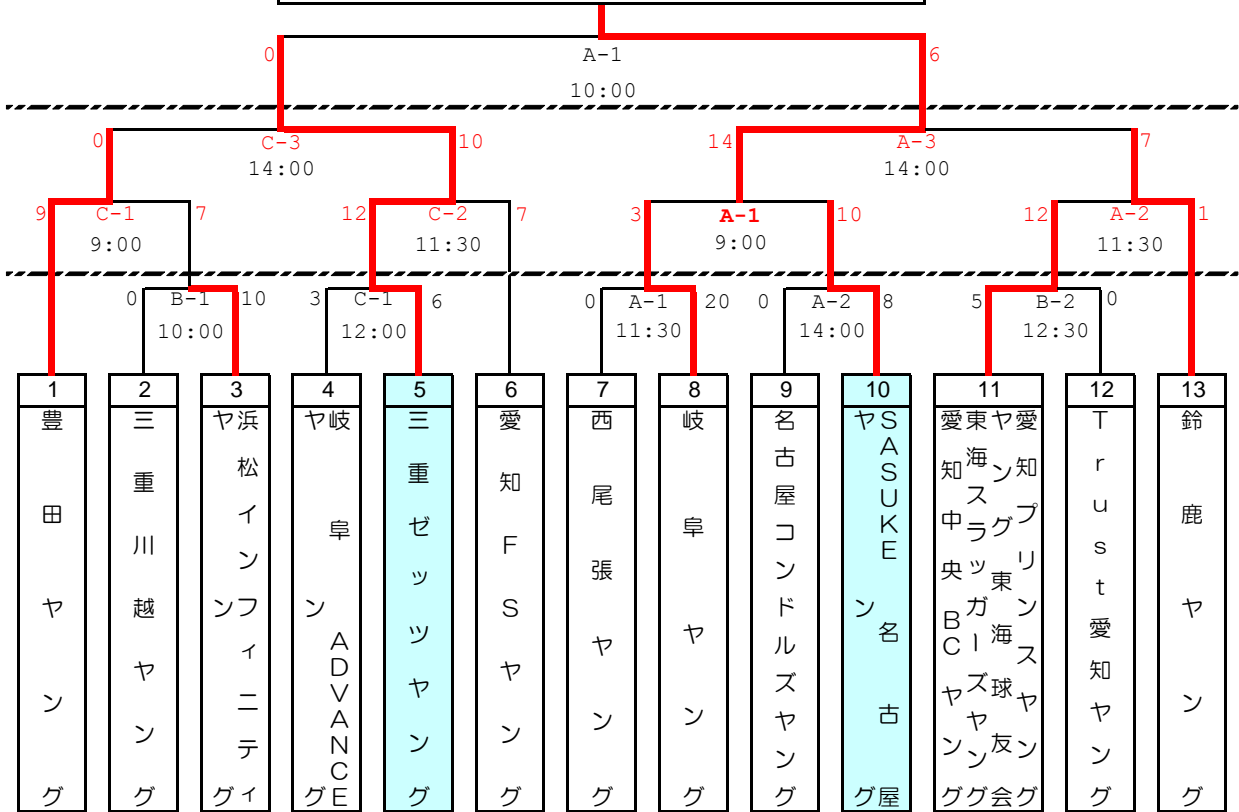 0 6
A-1
10:00
0 C-3 10 14 A-3 7
14:00 14:00
9 C-1 7 12 C-2 7 3 A-1 10 12 A-2 1
9:00 11:30 9:00 11:30
0 B-1 10 3 C-1 6 0 A-1 20 0 A-2 8 5 B-2 0
10:00 12:00 11:30 14:00 12:30
1 2 3 4 5 6 7 8 9 10 11 12 13
豊田ヤング
三重川越ヤング
浜松インフィニティ
ヤング
岐阜ADVANCE
ヤング
三重ゼッツヤング
愛知FSヤング
西尾張ヤング
岐阜ヤング
名古屋コンドルズヤング
SASUKE名古屋
ヤング
愛知プリンスヤング
ヤング東海球友会
東海スラッガーズヤング
愛知中央BCヤング
Trust愛知ヤング
鈴鹿ヤング